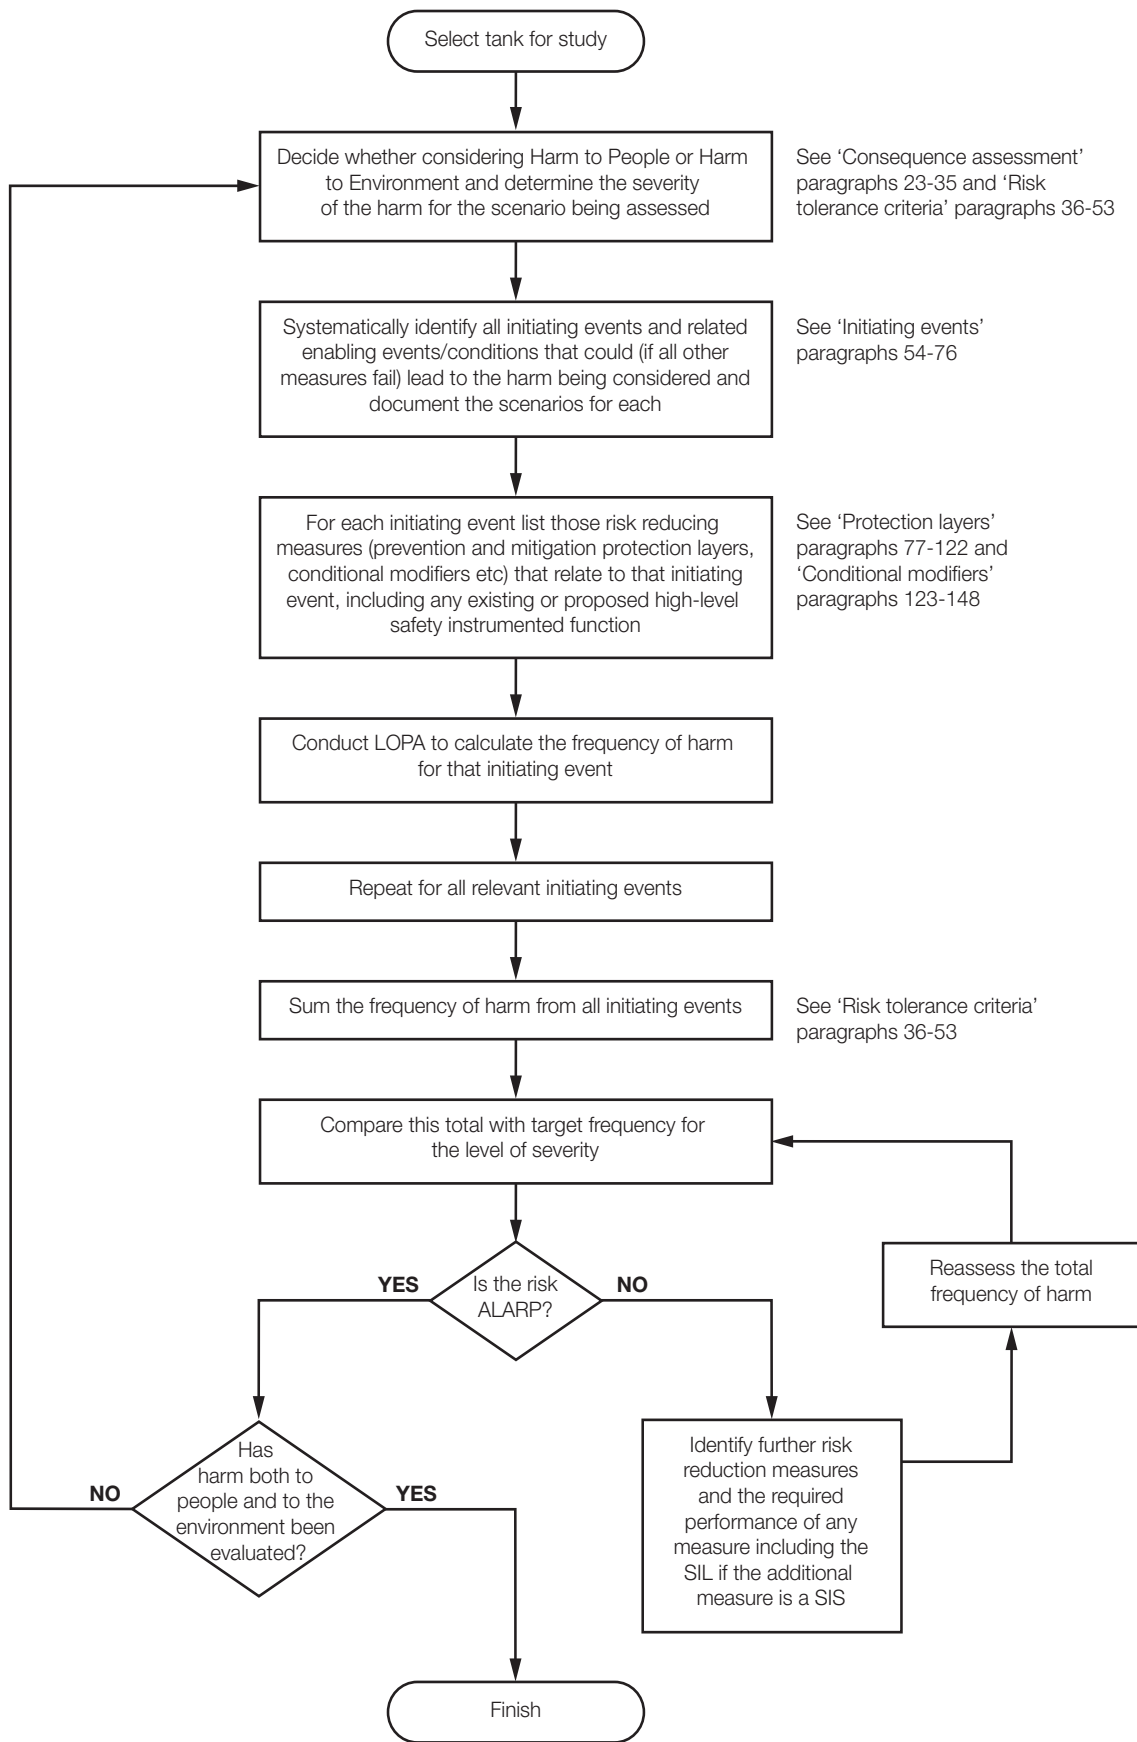 Select tank for study
Decide whether considering Harm to People or Harm
to Environment and determine the severity
of the harm for the scenario being assessed
See ‘Consequence assessment’
paragraphs 23-35 and ‘Risk
tolerance criteria’ paragraphs 36-53
Systematically identify all initiating events and related
enabling events/conditions that could (if all other
measures fail) lead to the harm being considered and
document the scenarios for each
See ‘Initiating events’
paragraphs 54-76
For each initiating event list those risk reducing
measures (prevention and mitigation protection layers,
conditional modifiers etc) that relate to that initiating
event, including any existing or proposed high-level
safety instrumented function
See ‘Protection layers’
paragraphs 77-122 and
‘Conditional modifiers’
paragraphs 123-148
Conduct LOPA to calculate the frequency of harm
for that initiating event
Repeat for all relevant initiating events
Sum the frequency of harm from all initiating events
See ‘Risk tolerance criteria’
paragraphs 36-53
Compare this total with target frequency for
the level of severity
Is the risk
ALARP?
YES
NO
Reassess the total
frequency of harm
Has
harm both to
people and to the
environment been
evaluated?
NO
YES
Identify further risk
reduction measures
and the required
performance of any
measure including the
SIL if the additional
measure is a SIS
Finish